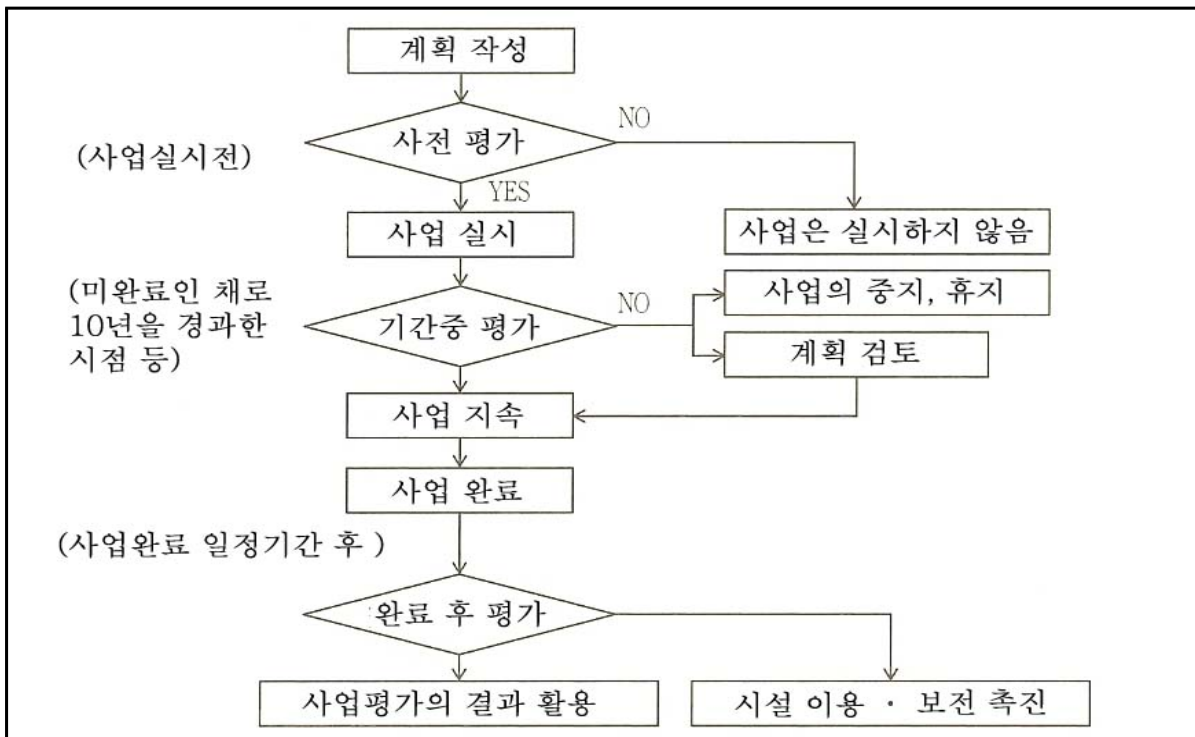 계획 작성
사전 평가
NO
(사업실시전)
YES
사업 실시
사업은 실시하지 않음
(미완료인 채로
10년을 경과한
시점 등)
기간중 평가
NO
사업의 중지, 휴지
계획 검토
사업 지속
사업 완료
(사업완료 일정기간 후 )
완료 후 평가
사업평가의 결과 활용
시설 이용 · 보전 촉진